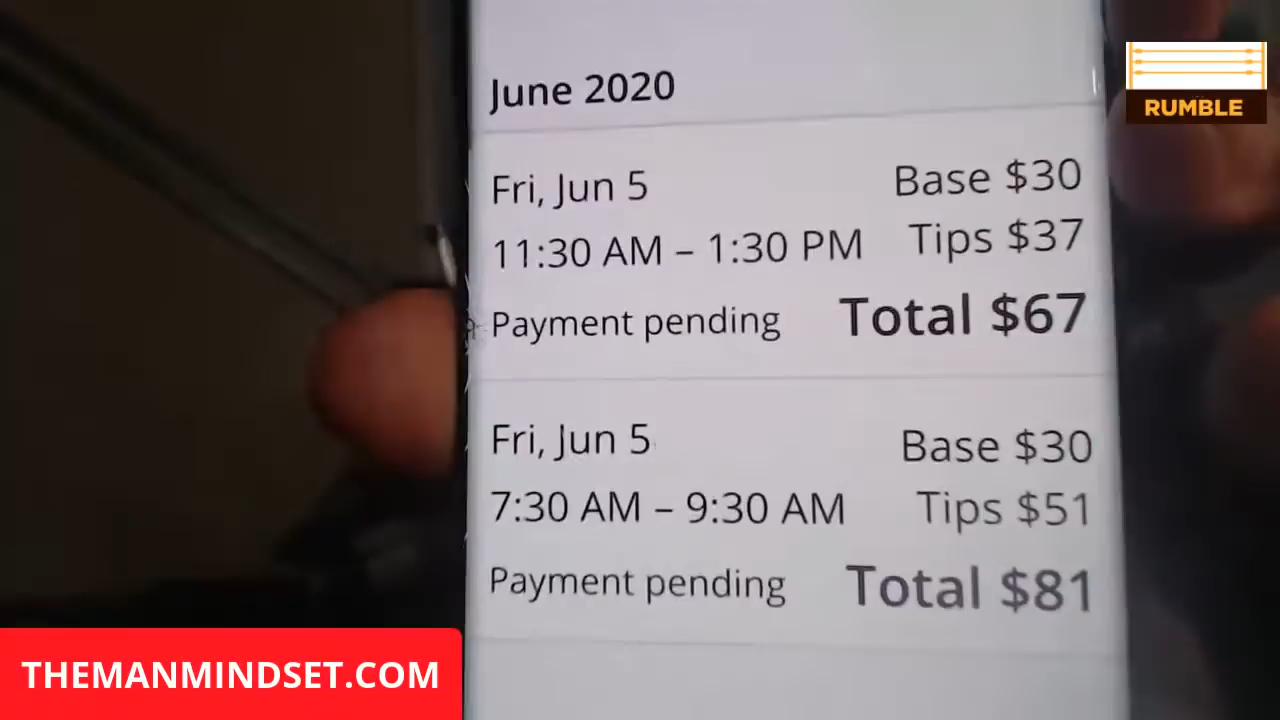 June 2020
RUMBLE
Fri, Jun 5
Base $30
11:30 AM – 1:30 PM
Tips $37
Payment pending
Total $67
Fri, Jun 5
Base $30
7:30 AM – 9:30 AM
Tips $51
Payment pending
Total $81
THEMANMINDSET.COM